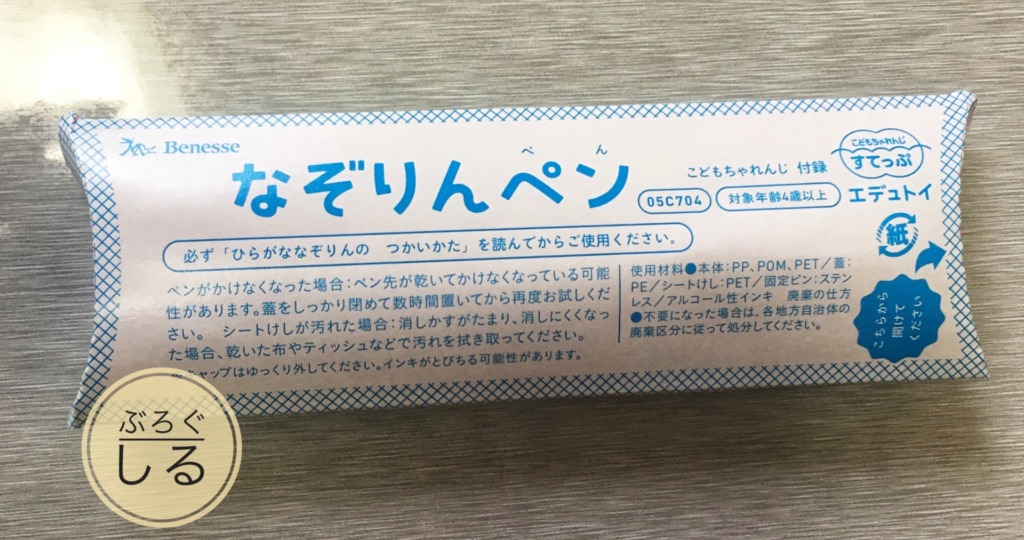 Benesse
ぺん
なぞりんペン
こどもちゃれんじ 付録
こどもちゃれんじ
すてっぷ
05C704
対象年齢4歳以上
エデュトイ
紙
必ず「ひらがななぞりんの つかいかた」を読んでからご使用ください。
ペンがかけなくなった場合:ペン先が乾いてかけなくなっている可能
性があります。蓋をしっかり閉めて数時間置いてから再度お試しくだ
さい。 シートけしが汚れた場合:消しかすがたまり、消しにくくなっ
た場合、乾いた布やティッシュなどで汚れを拭き取ってください。
キャップはゆっくり外してください。インキがとびちる可能性があります。
使用材料●本体:PP、POM、PET/蓋:
PE/シートけし:PET/固定ピン:ステン
レス/アルコール性インキ 廃棄の仕方
●不要になった場合は、各地方自治体の
廃棄区分に従って処分してください。
こちらから
開けて
ください
ぶろぐ
しる